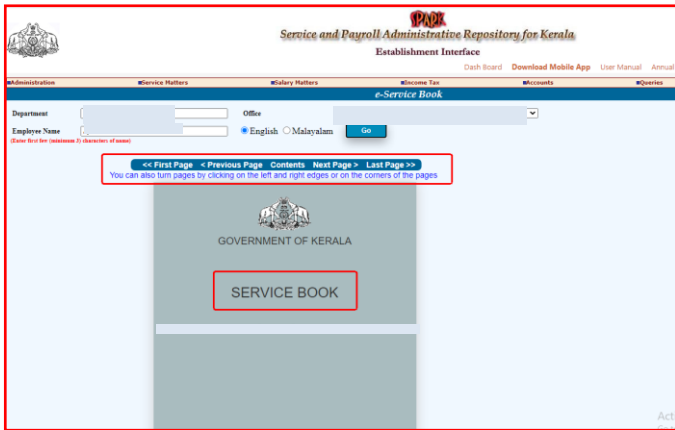 SPARK
Service and Payroll Administrative Repository for Kerala
Establishment Interface
Dash Board Download Mobile App User Manual Annual
Administration Service Matters Salary Matters Income Tax Accounts Queries
e-Service Book
Department Office
Employee Name English Malayalam Go
(Enter first few (minimum 3) characters of name)
<< First Page < Previous Page Contents Next Page > Last Page >>
You can also turn pages by clicking on the left and right edges or on the corners of the pages
GOVERNMENT OF KERALA
SERVICE BOOK
Act